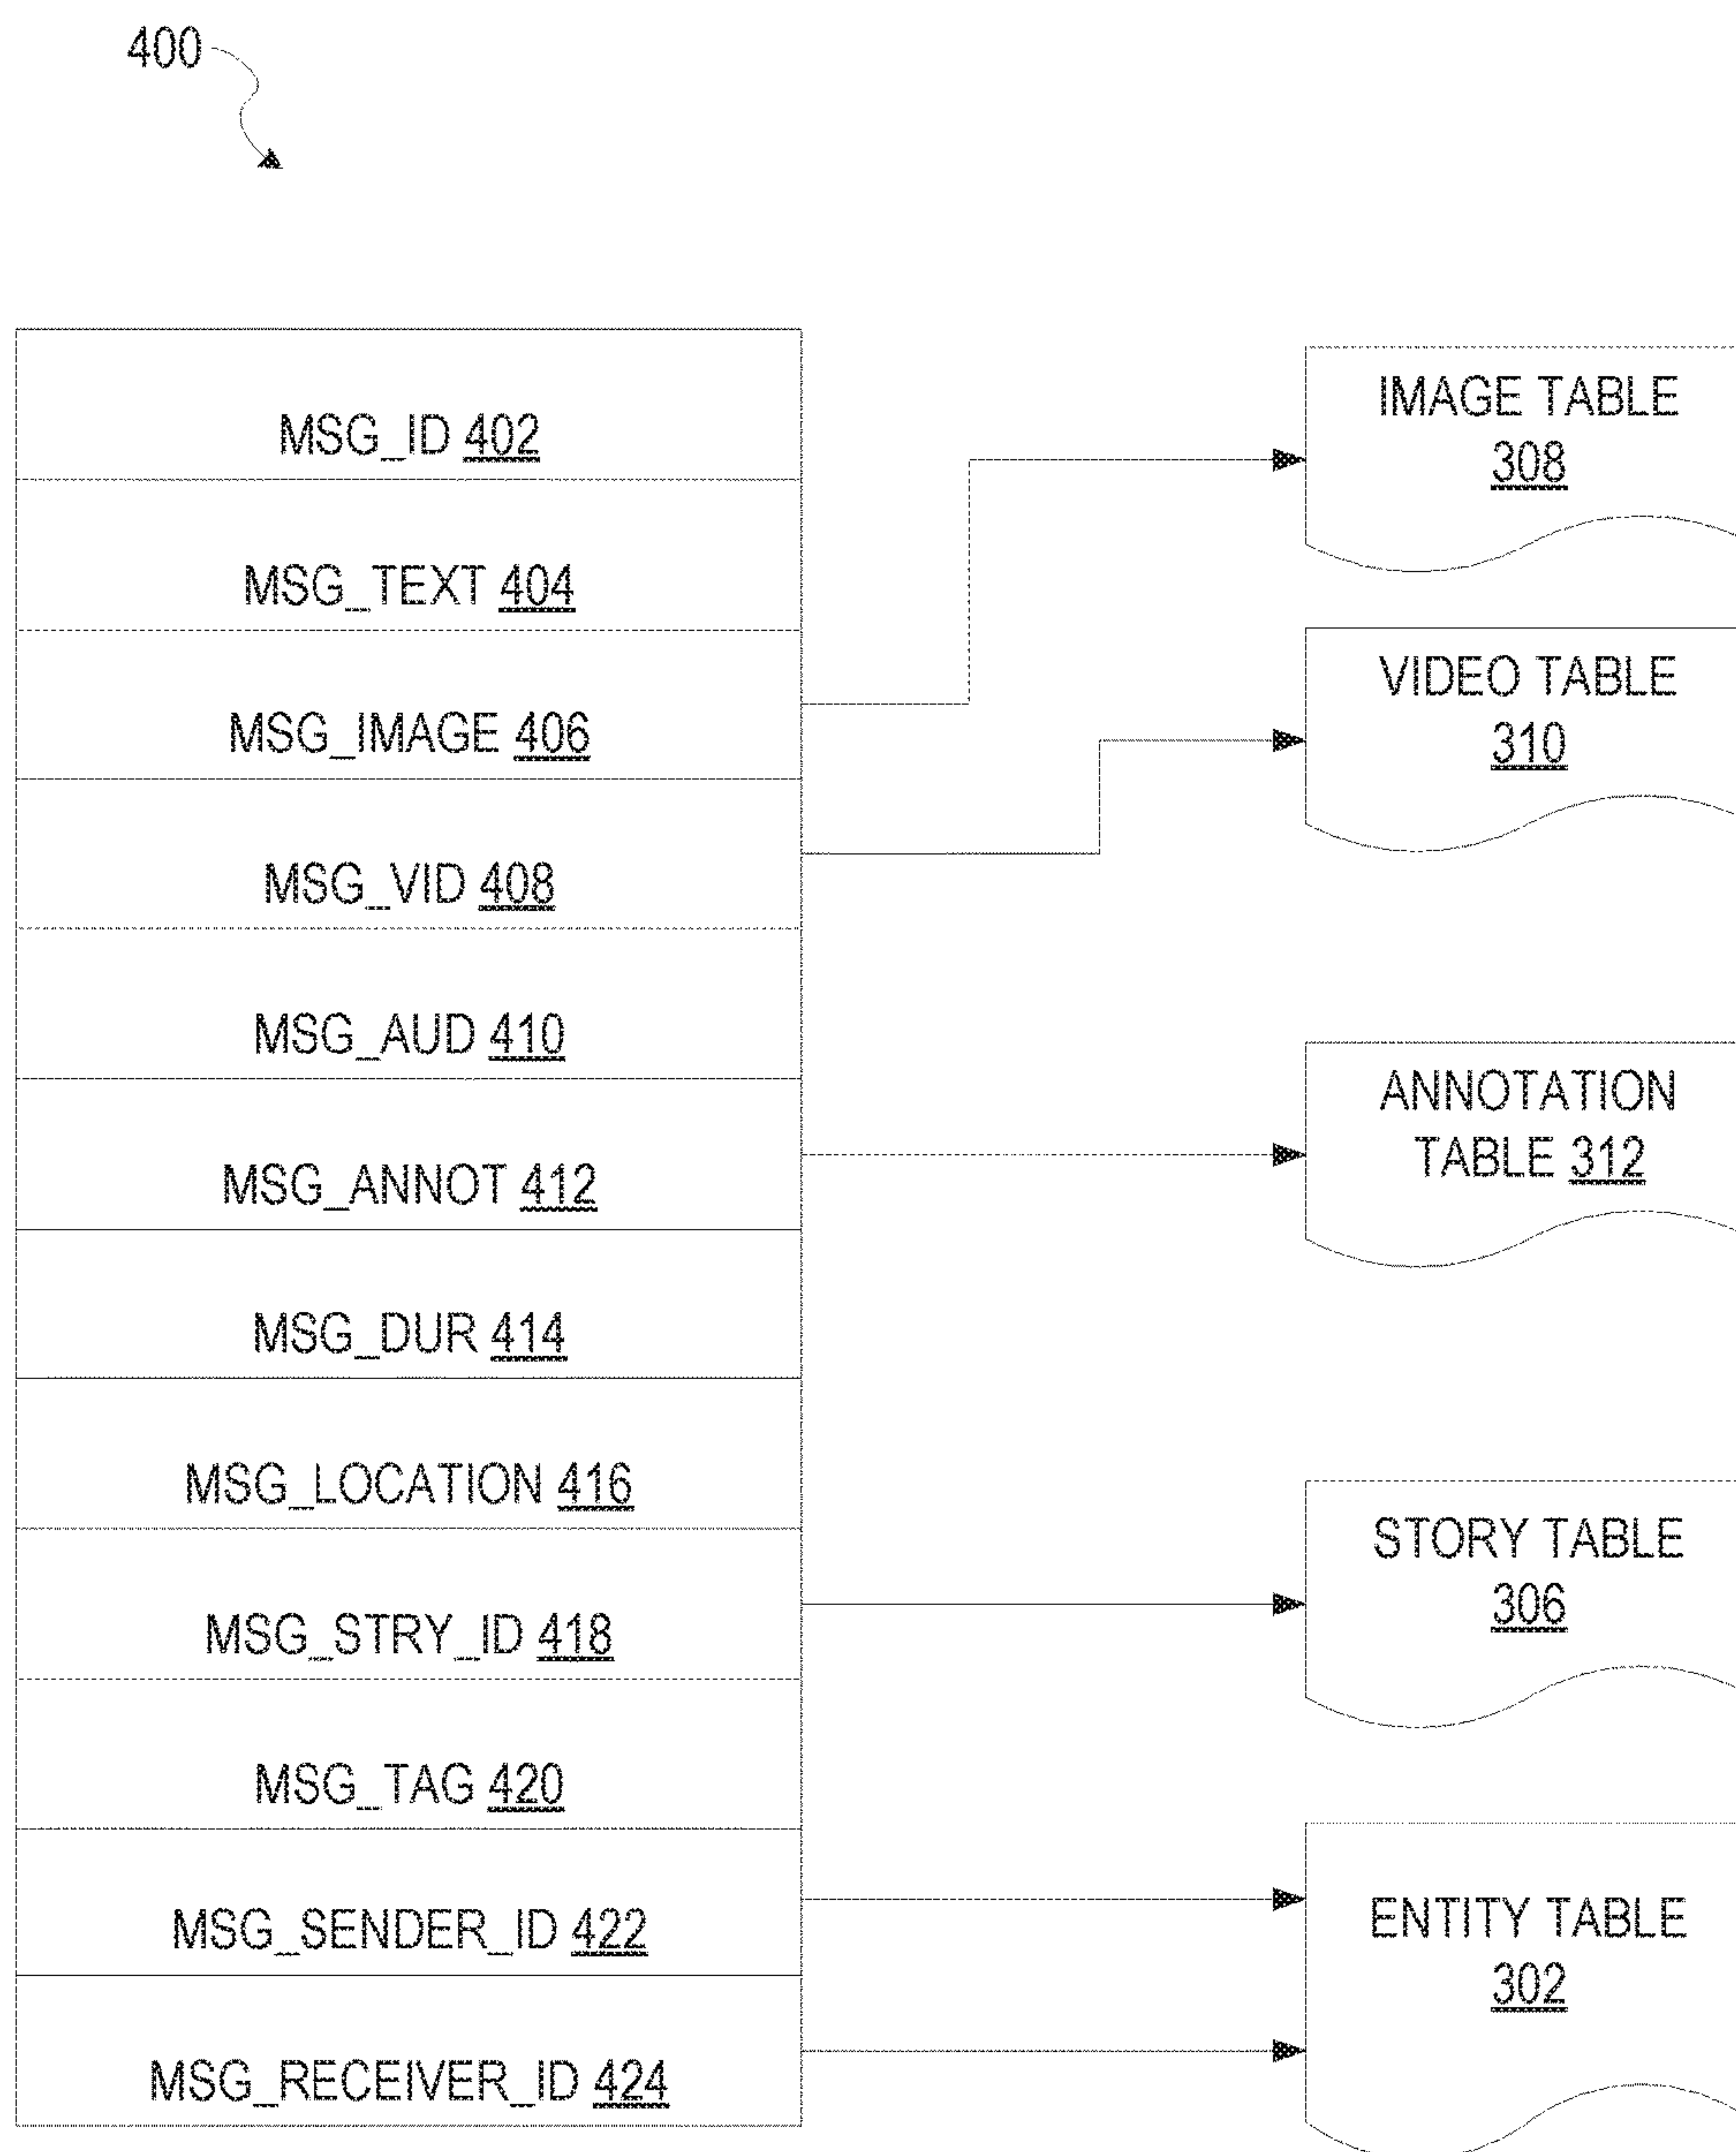 400
MSG_ID 402
MSG_TEXT 404
MSG_IMAGE 406
MSG_VID 408
MSG_AUD 410
MSG_ANNOT 412
MSG_DUR 414
MSG_LOCATION 416
MSG_STRY_ID 418
MSG_TAG 420
MSG_SENDER_ID 422
MSG_RECEIVER_ID 424
IMAGE TABLE
308
VIDEO TABLE
310
ANNOTATION
TABLE 312
STORY TABLE
306
ENTITY TABLE
302